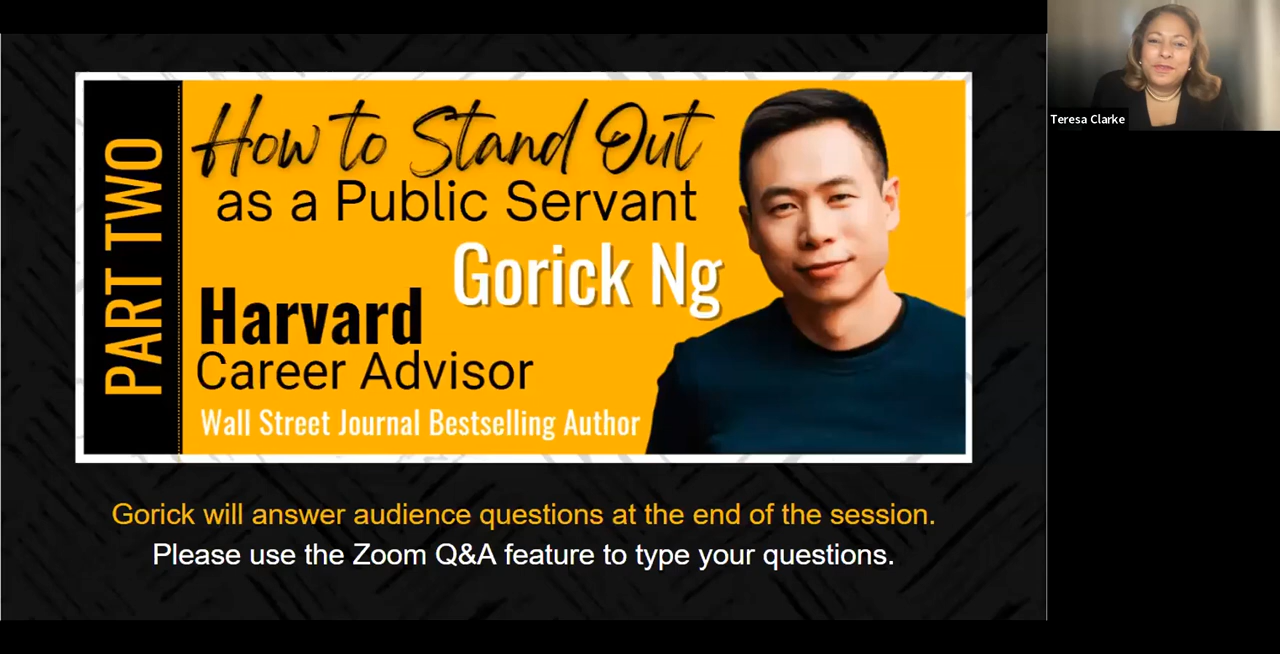 PART TWO
How to Stand Out
as a Public Servant
Gorick Ng
Harvard
Career Advisor
Wall Street Journal Bestselling Author
Gorick will answer audience questions at the end of the session.
Please use the Zoom Q&A feature to type your questions.
Teresa Clarke